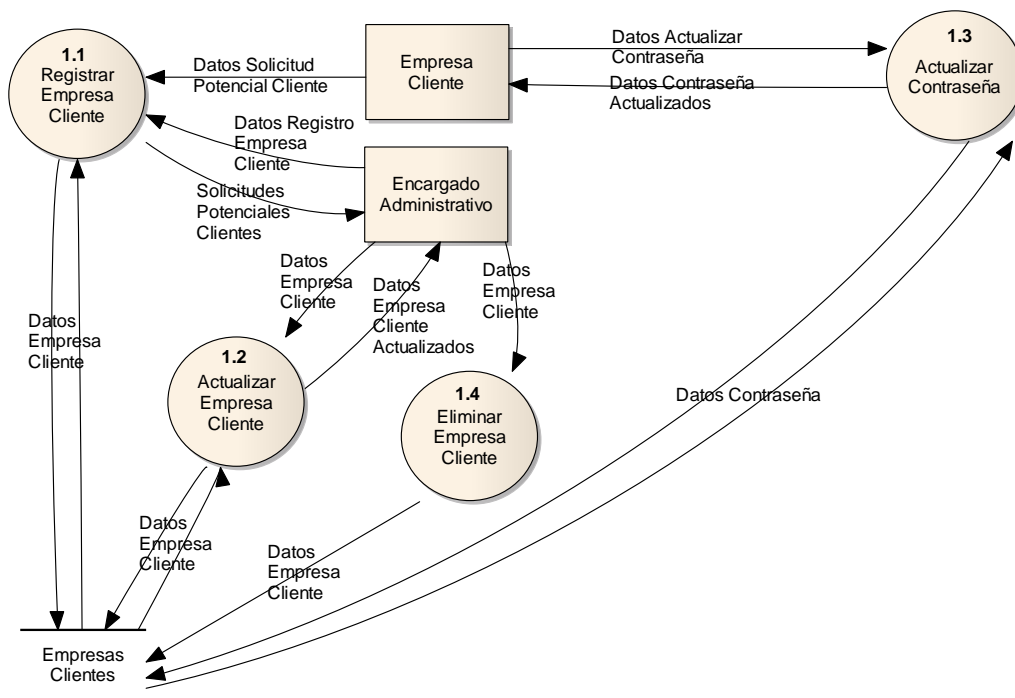 1.1
Registrar
Empresa
Cliente
Datos Solicitud
Potencial Cliente
Empresa
Cliente
Datos Actualizar
Contraseña
Datos Contraseña
Actualizados
1.3
Actualizar
Contraseña
Datos Registro
Empresa
Cliente
Solicitudes
Potenciales
Clientes
Encargado
Administrativo
Datos
Empresa
Cliente
Datos
Empresa
Cliente
Actualizados
Datos
Empresa
Cliente
Datos
Empresa
Cliente
1.2
Actualizar
Empresa
Cliente
1.4
Eliminar
Empresa
Cliente
Datos Contraseña
Datos
Empresa
Cliente
Datos
Empresa
Cliente
Empresas
Clientes